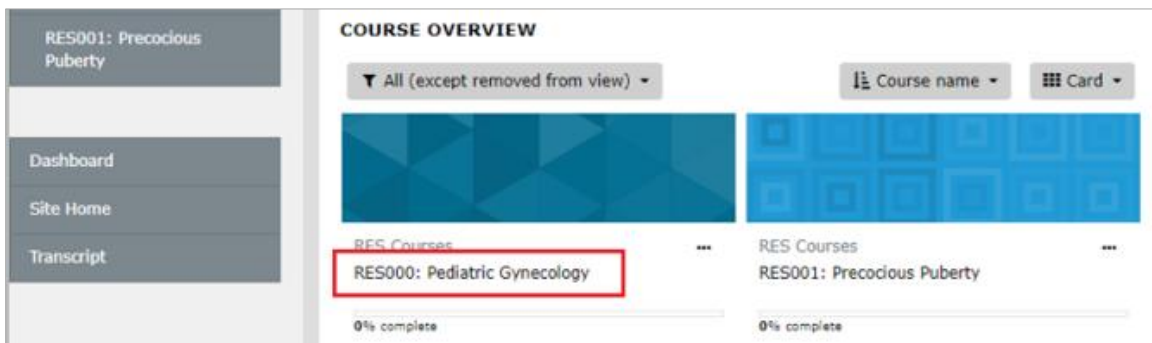 RES001: Precocious
Puberty
Dashboard
Site Home
Transcript
COURSE OVERVIEW
All (except removed from view)
Course name
Card
RES Courses
RES000: Pediatric Gynecology
0% complete
RES Courses
RES001: Precocious Puberty
0% complete